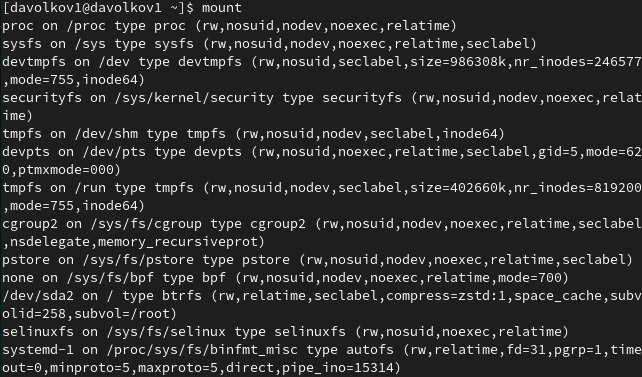 [davolkov1@davolkov1 ~]$ mount
proc on /proc type proc (rw,nosuid,nodev,noexec,relatime)
sysfs on /sys type sysfs (rw,nosuid,nodev,noexec,relatime,seclabel)
devtmpfs on /dev type devtmpfs (rw,nosuid,seclabel,size=986308k,nr_inodes=246577
,mode=755,inode64)
securityfs on /sys/kernel/security type securityfs (rw,nosuid,nodev,noexec,relat
ime)
tmpfs on /dev/shm type tmpfs (rw,nosuid,nodev,seclabel,inode64)
devpts on /dev/pts type devpts (rw,nosuid,noexec,relatime,seclabel,gid=5,mode=62
0,ptmxmode=000)
tmpfs on /run type tmpfs (rw,nosuid,nodev,seclabel,size=402660k,nr_inodes=819200
,mode=755,inode64)
cgroup2 on /sys/fs/cgroup type cgroup2 (rw,nosuid,nodev,noexec,relatime,seclabel
,nsdelegate,memory_recursiveprot)
pstore on /sys/fs/pstore type pstore (rw,nosuid,nodev,noexec,relatime,seclabel)
none on /sys/fs/bpf type bpf (rw,nosuid,nodev,noexec,relatime,mode=700)
/dev/sda2 on / type btrfs (rw,relatime,seclabel,compress=zstd:1,space_cache,subv
olid=258,subvol=/root)
selinuxfs on /sys/fs/selinux type selinuxfs (rw,nosuid,noexec,relatime)
systemd-1 on /proc/sys/fs/binfmt_misc type autofs (rw,relatime,fd=31,pgrp=1,time
out=0,minproto=5,maxproto=5,direct,pipe_ino=15314)